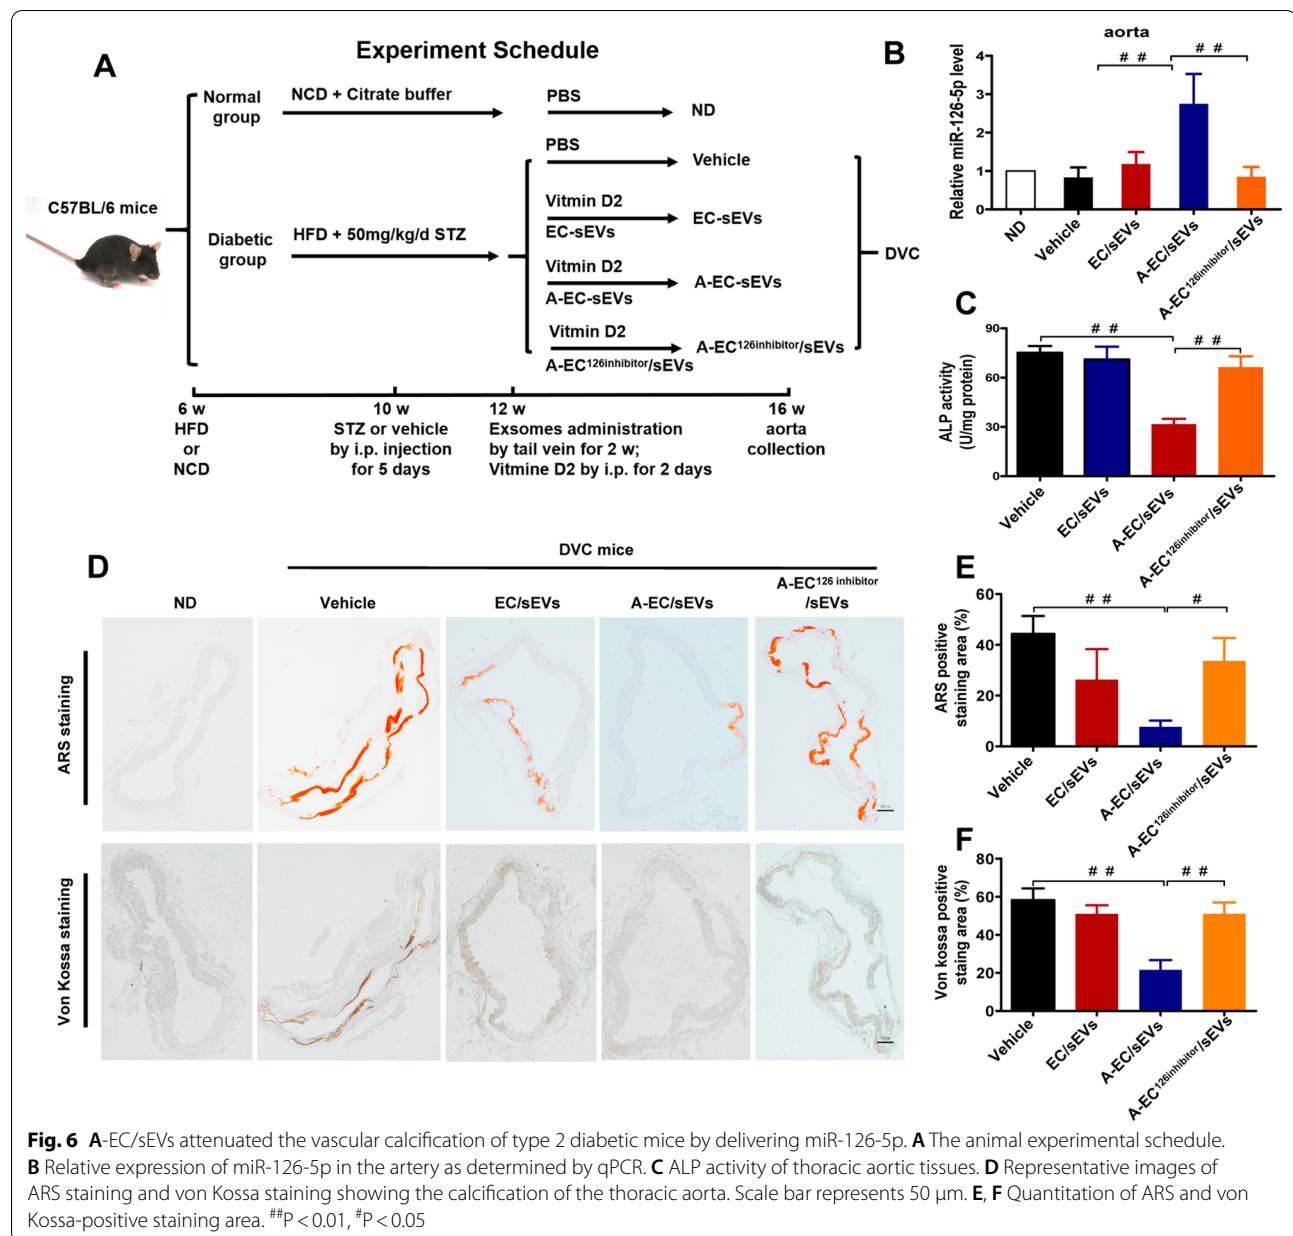 Experiment Schedule
A
Normal
group
NCD + Citrate buffer
PBS
ND
PBS
Vehicle
C57BL/6 mice
Vitmin D2
EC-sEVs
EC-sEVs
Diabetic
group
HFD + 50mg/kg/d STZ
DVC
Vitmin D2
A-EC-sEVs
A-EC-sEVs
Vitmin D2
A-EC126inhibitor/sEVs
A-EC126inhibitor/sEVs
6 w
HFD
or
NCD
10 w
STZ or vehicle
by i.p. injection
for 5 days
12 w
Exsomes administration
by tail vein for 2 w;
Vitmine D2 by i.p. for 2 days
16 w
aorta
collection
B
aorta
Relative miR-126-5p level
4
3
2
1
0
# #
# #
ND
Vehicle
EC/sEVs
A-EC/sEVs
A-EC126inhibitor/sEVs
C
ALP activity
(U/mg protein)
90
60
30
0
# #
# #
Vehicle
EC/sEVs
A-EC/sEVs
A-EC126inhibitor/sEVs
D
DVC mice
ND
Vehicle
EC/sEVs
A-EC/sEVs
A-EC126 inhibitor
/sEVs
ARS staining
Von Kossa staining
E
ARS positive
staining area (%)
60
40
20
0
# #
#
Vehicle
EC/sEVs
A-EC/sEVs
A-EC126inhibitor/sEVs
F
Von kossa positive
staing area (%)
80
60
40
20
0
# #
# #
Vehicle
EC/sEVs
A-EC/sEVs
A-EC126inhibitor/sEVs
Fig. 6 A-EC/sEVs attenuated the vascular calcification of type 2 diabetic mice by delivering miR-126-5p. A The animal experimental schedule.
B Relative expression of miR-126-5p in the artery as determined by qPCR. C ALP activity of thoracic aortic tissues. D Representative images of
ARS staining and von Kossa staining showing the calcification of the thoracic aorta. Scale bar represents 50 μm. E, F Quantitation of ARS and von
Kossa-positive staining area. ##P < 0.01, #P < 0.05